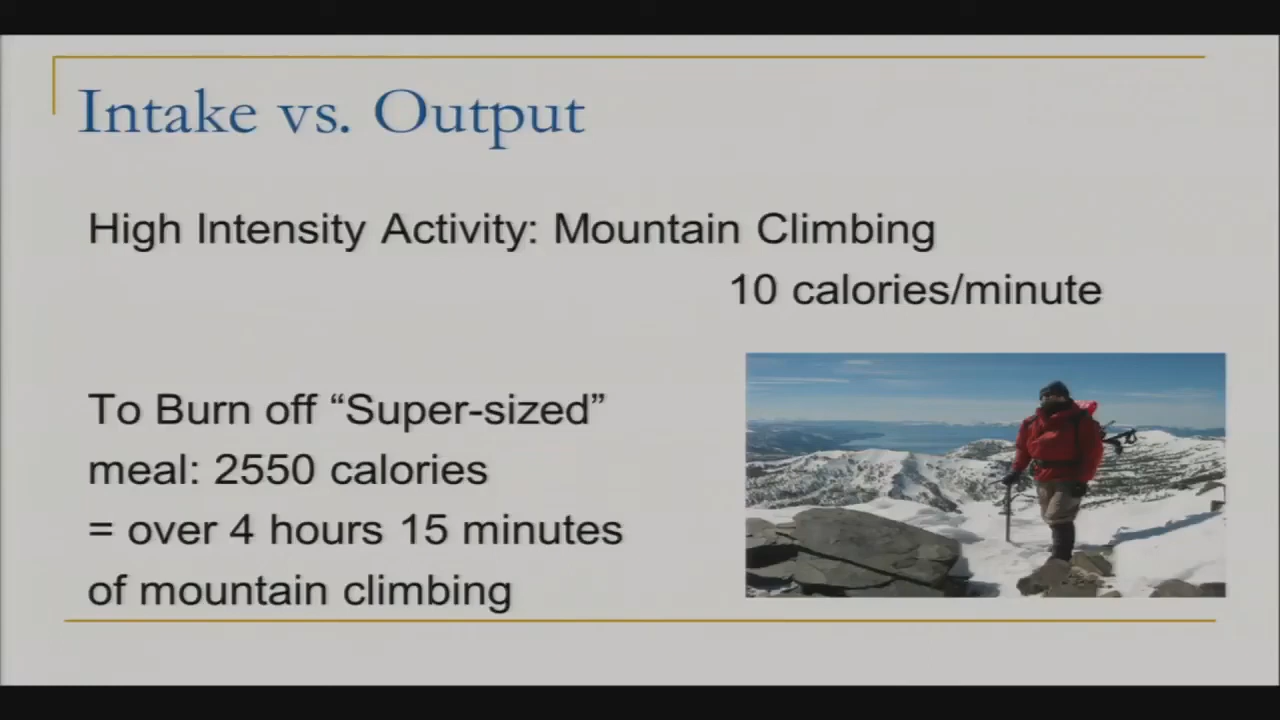 Intake vs. Output
High Intensity Activity: Mountain Climbing
10 calories/minute
To Burn off “Super-sized”
meal: 2550 calories
= over 4 hours 15 minutes
of mountain climbing